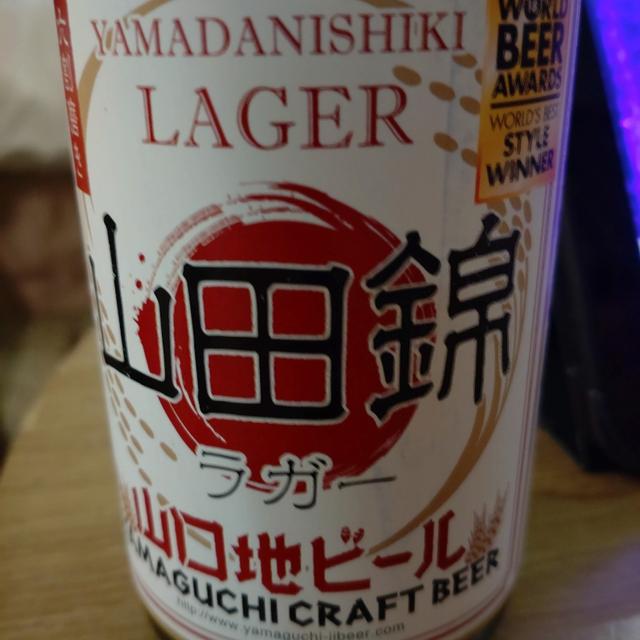 YAMADANISHIKI
LAGER
WORLD
BEER
AWARDS
WORLD'S BEST
STYLE
WINNER
山田錦
ラガー
山口地ビール
YAMAGUCHI CRAFT BEER
http://www.yamaguchi-jibeer.com